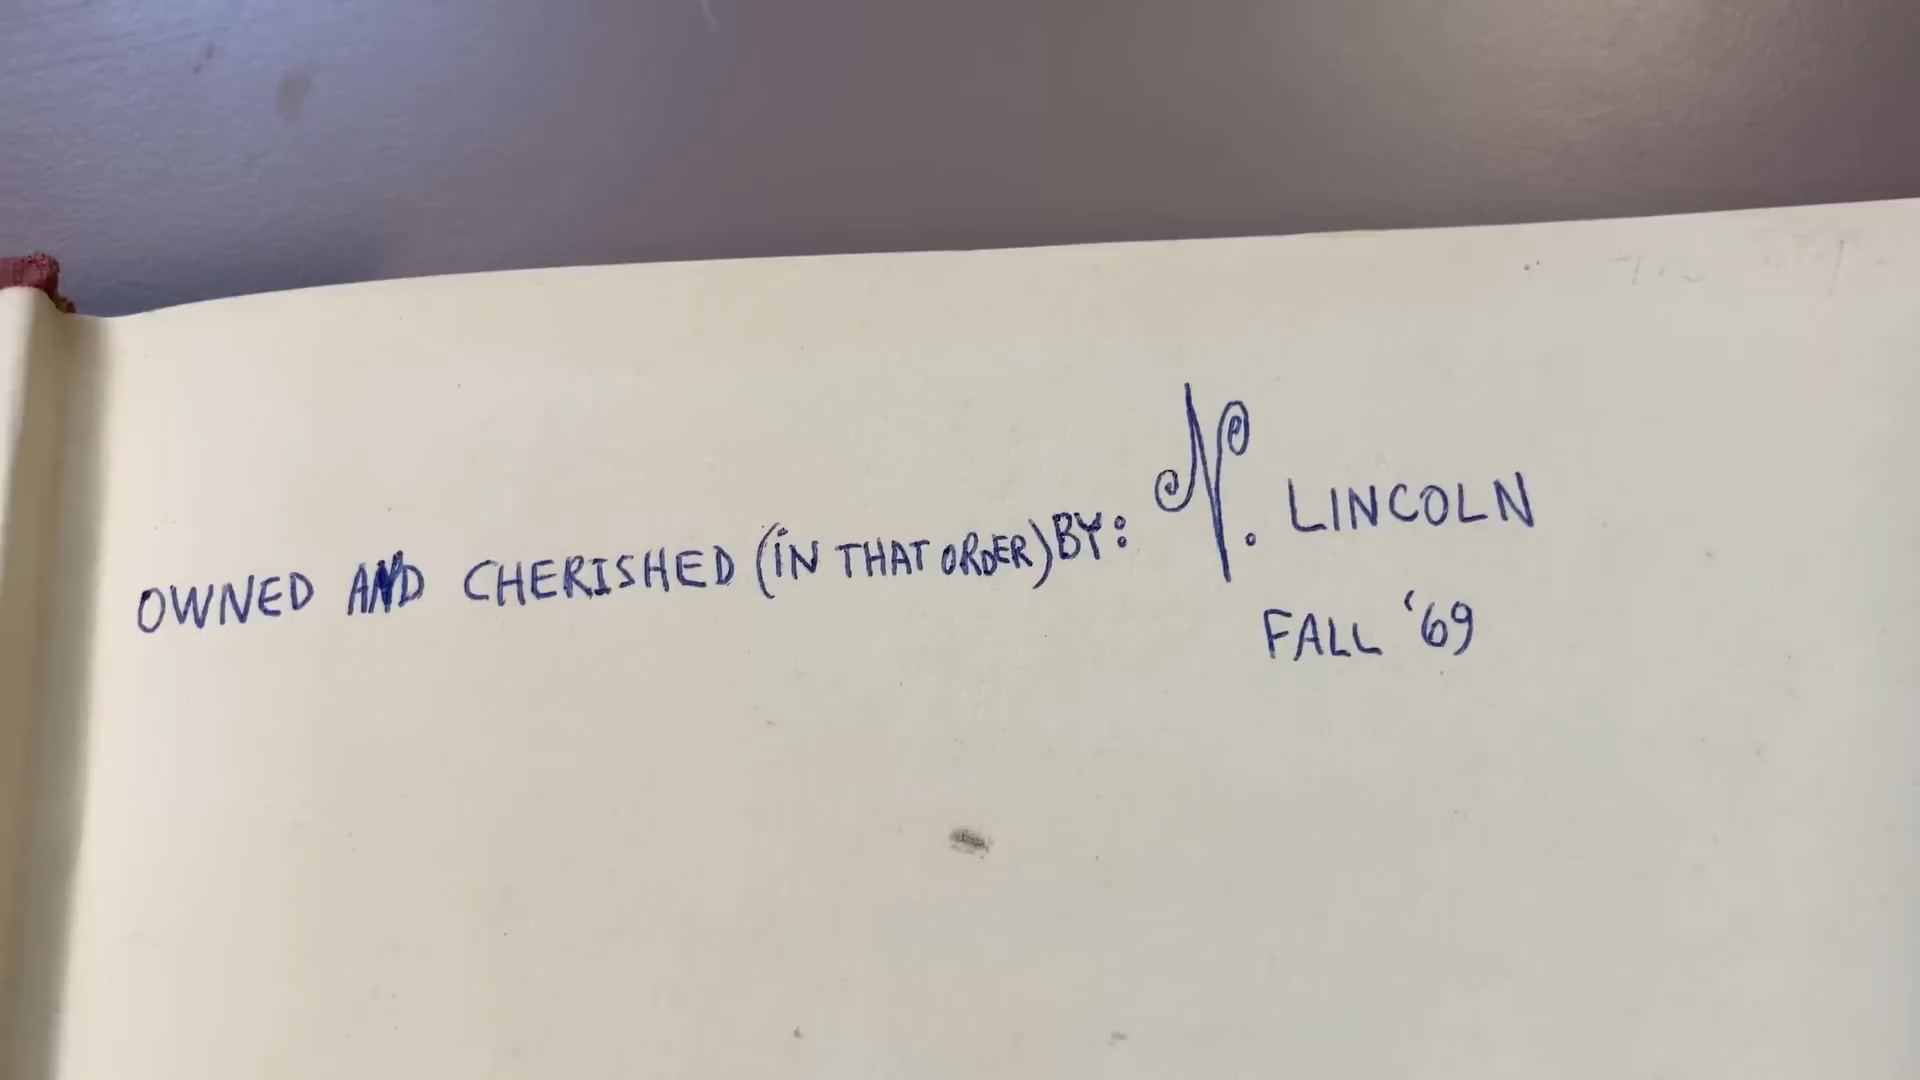 OWNED AND CHERISHED (IN THAT ORDER) BY: N. LINCOLN
FALL '69